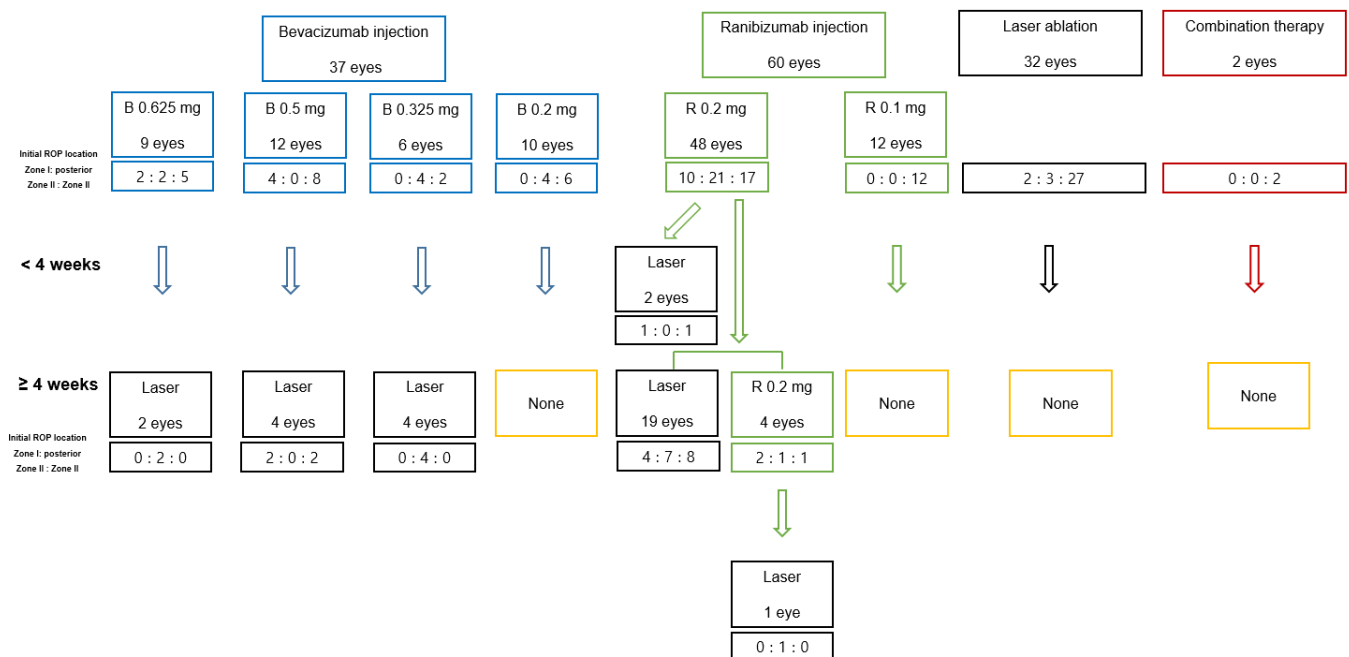 Bevacizumab injection
37 eyes
Ranibizumab injection
60 eyes
Laser ablation
32 eyes
Combination therapy
2 eyes
B 0.625 mg
9 eyes
B 0.5 mg
12 eyes
B 0.325 mg
6 eyes
B 0.2 mg
10 eyes
R 0.2 mg
48 eyes
R 0.1 mg
12 eyes
Initial ROP location
Zone I: posterior
Zone II : Zone II
2 : 2 : 5
4 : 0 : 8
0 : 4 : 2
0 : 4 : 6
10 : 21 : 17
0 : 0 : 12
2 : 3 : 27
0 : 0 : 2
< 4 weeks
Laser
2 eyes
1 : 0 : 1
≥ 4 weeks
Laser
2 eyes
Laser
4 eyes
Laser
4 eyes
None
Laser
19 eyes
R 0.2 mg
4 eyes
None
None
None
Initial ROP location
Zone I: posterior
Zone II : Zone II
0 : 2 : 0
2 : 0 : 2
0 : 4 : 0
4 : 7 : 8
2 : 1 : 1
Laser
1 eye
0 : 1 : 0